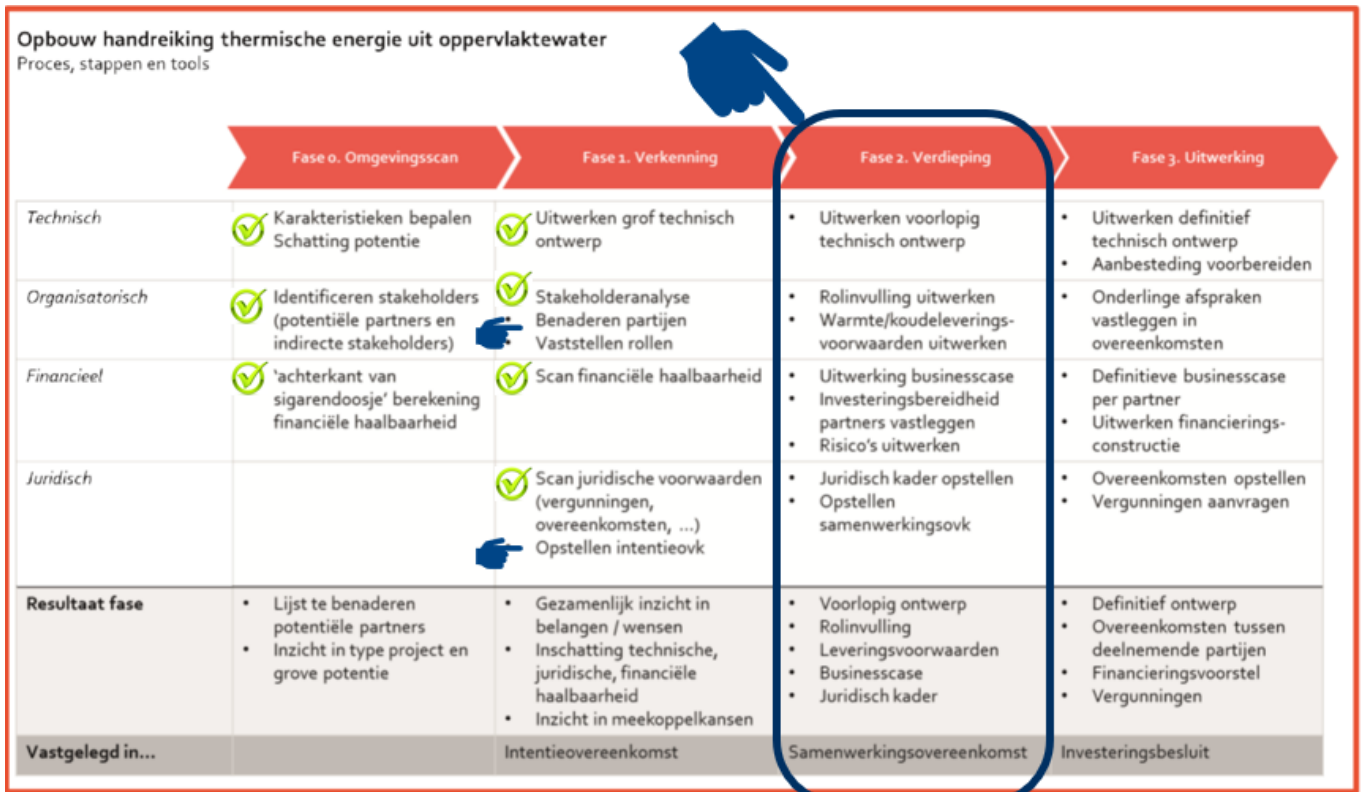 Opbouw handreiking thermische energie uit oppervlaktewater
Proces, stappen en tools
Fase 0. Omgevingsscan
Fase 1. Verkenning
Fase 2. Verdieping
Fase 3. Uitwerking
Technisch
Karakteristieken bepalen
Schatting potentie
Uitwerken grof technisch
ontwerp
• Uitwerken voorlopig
technisch ontwerp
• Uitwerken definitief
technisch ontwerp
• Aanbesteding voorbereiden
Organisatorisch
Identificeren stakeholders
(potentiële partners en
indirecte stakeholders)
Stakeholderanalyse
Benaderen partijen
Vaststellen rollen
• Rolinvulling uitwerken
• Warmte/koudeleverings-
voorwaarden uitwerken
• Onderlinge afspraken
vastleggen in
overeenkomsten
Financieel
'achterkant van
sigarendoosje' berekening
financiële haalbaarheid
Scan financiële haalbaarheid
• Uitwerking businesscase
• Investeringsbereidheid
partners vastleggen
• Risico's uitwerken
• Definitieve businesscase
per partner
• Uitwerken financierings-
constructie
Juridisch
Scan juridische voorwaarden
(vergunningen,
overeenkomsten, ...)
Opstellen intentieovk
• Juridisch kader opstellen
• Opstellen
samenwerkingsovk
• Overeenkomsten opstellen
• Vergunningen aanvragen
Resultaat fase
• Lijst te benaderen
potentiële partners
• Inzicht in type project en
grove potentie
• Gezamenlijk inzicht in
belangen / wensen
• Inschatting technische,
juridische, financiële
haalbaarheid
• Inzicht in meekoppelkansen
• Voorlopig ontwerp
• Rolinvulling
• Leveringsvoorwaarden
• Businesscase
• Juridisch kader
• Definitief ontwerp
• Overeenkomsten tussen
deelnemende partijen
• Financieringsvoorstel
• Vergunningen
Vastgelegd in...
Intentieovereenkomst
Samenwerkingsovereenkomst
Investeringsbesluit